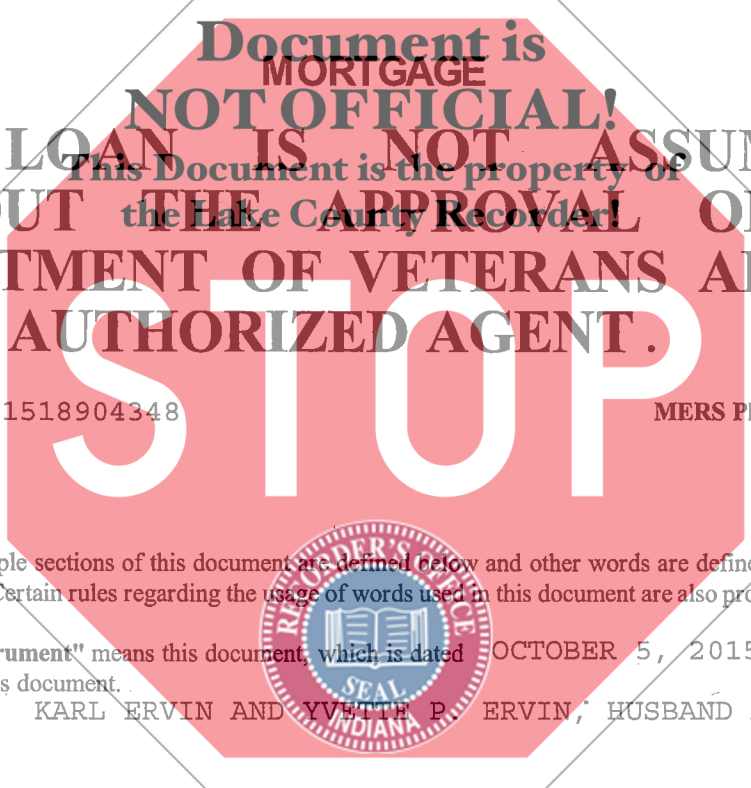 Document is
MORTGAGE
NOT OFFICIAL!
LOAN IS NOT ASSUM
This Document is the property of
UT THE APPROVAL O
the Lake County Recorder!
TMENT OF VETERANS A
AUTHORIZED AGENT.
STOP
1518904348 MERS P
ple sections of this document are defined below and other words are define
Certain rules regarding the usage of words used in this document are also pro
rument" means this document, which is dated OCTOBER 5, 2015
s document.
KARL ERVIN AND YVETTE P. ERVIN, HUSBAND
RECORDER'S OFFICE
SEAL
INDIANA